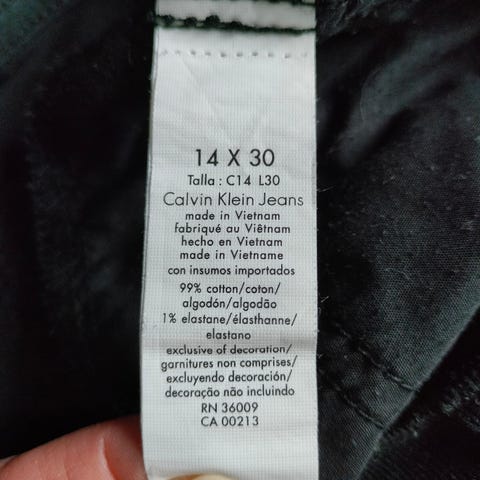 14 X 30
Talla : C14 L30
Calvin Klein Jeans
made in Vietnam
fabriqué au Viêtnam
hecho en Vietnam
made in Vietname
con insumos importados
99% cotton/coton/
algodón/algodão
1% elastane/élasthanne/
elastano
exclusive of decoration/
garnitures non comprises/
excluyendo decoración/
decoração não incluindo
RN 36009
CA 00213